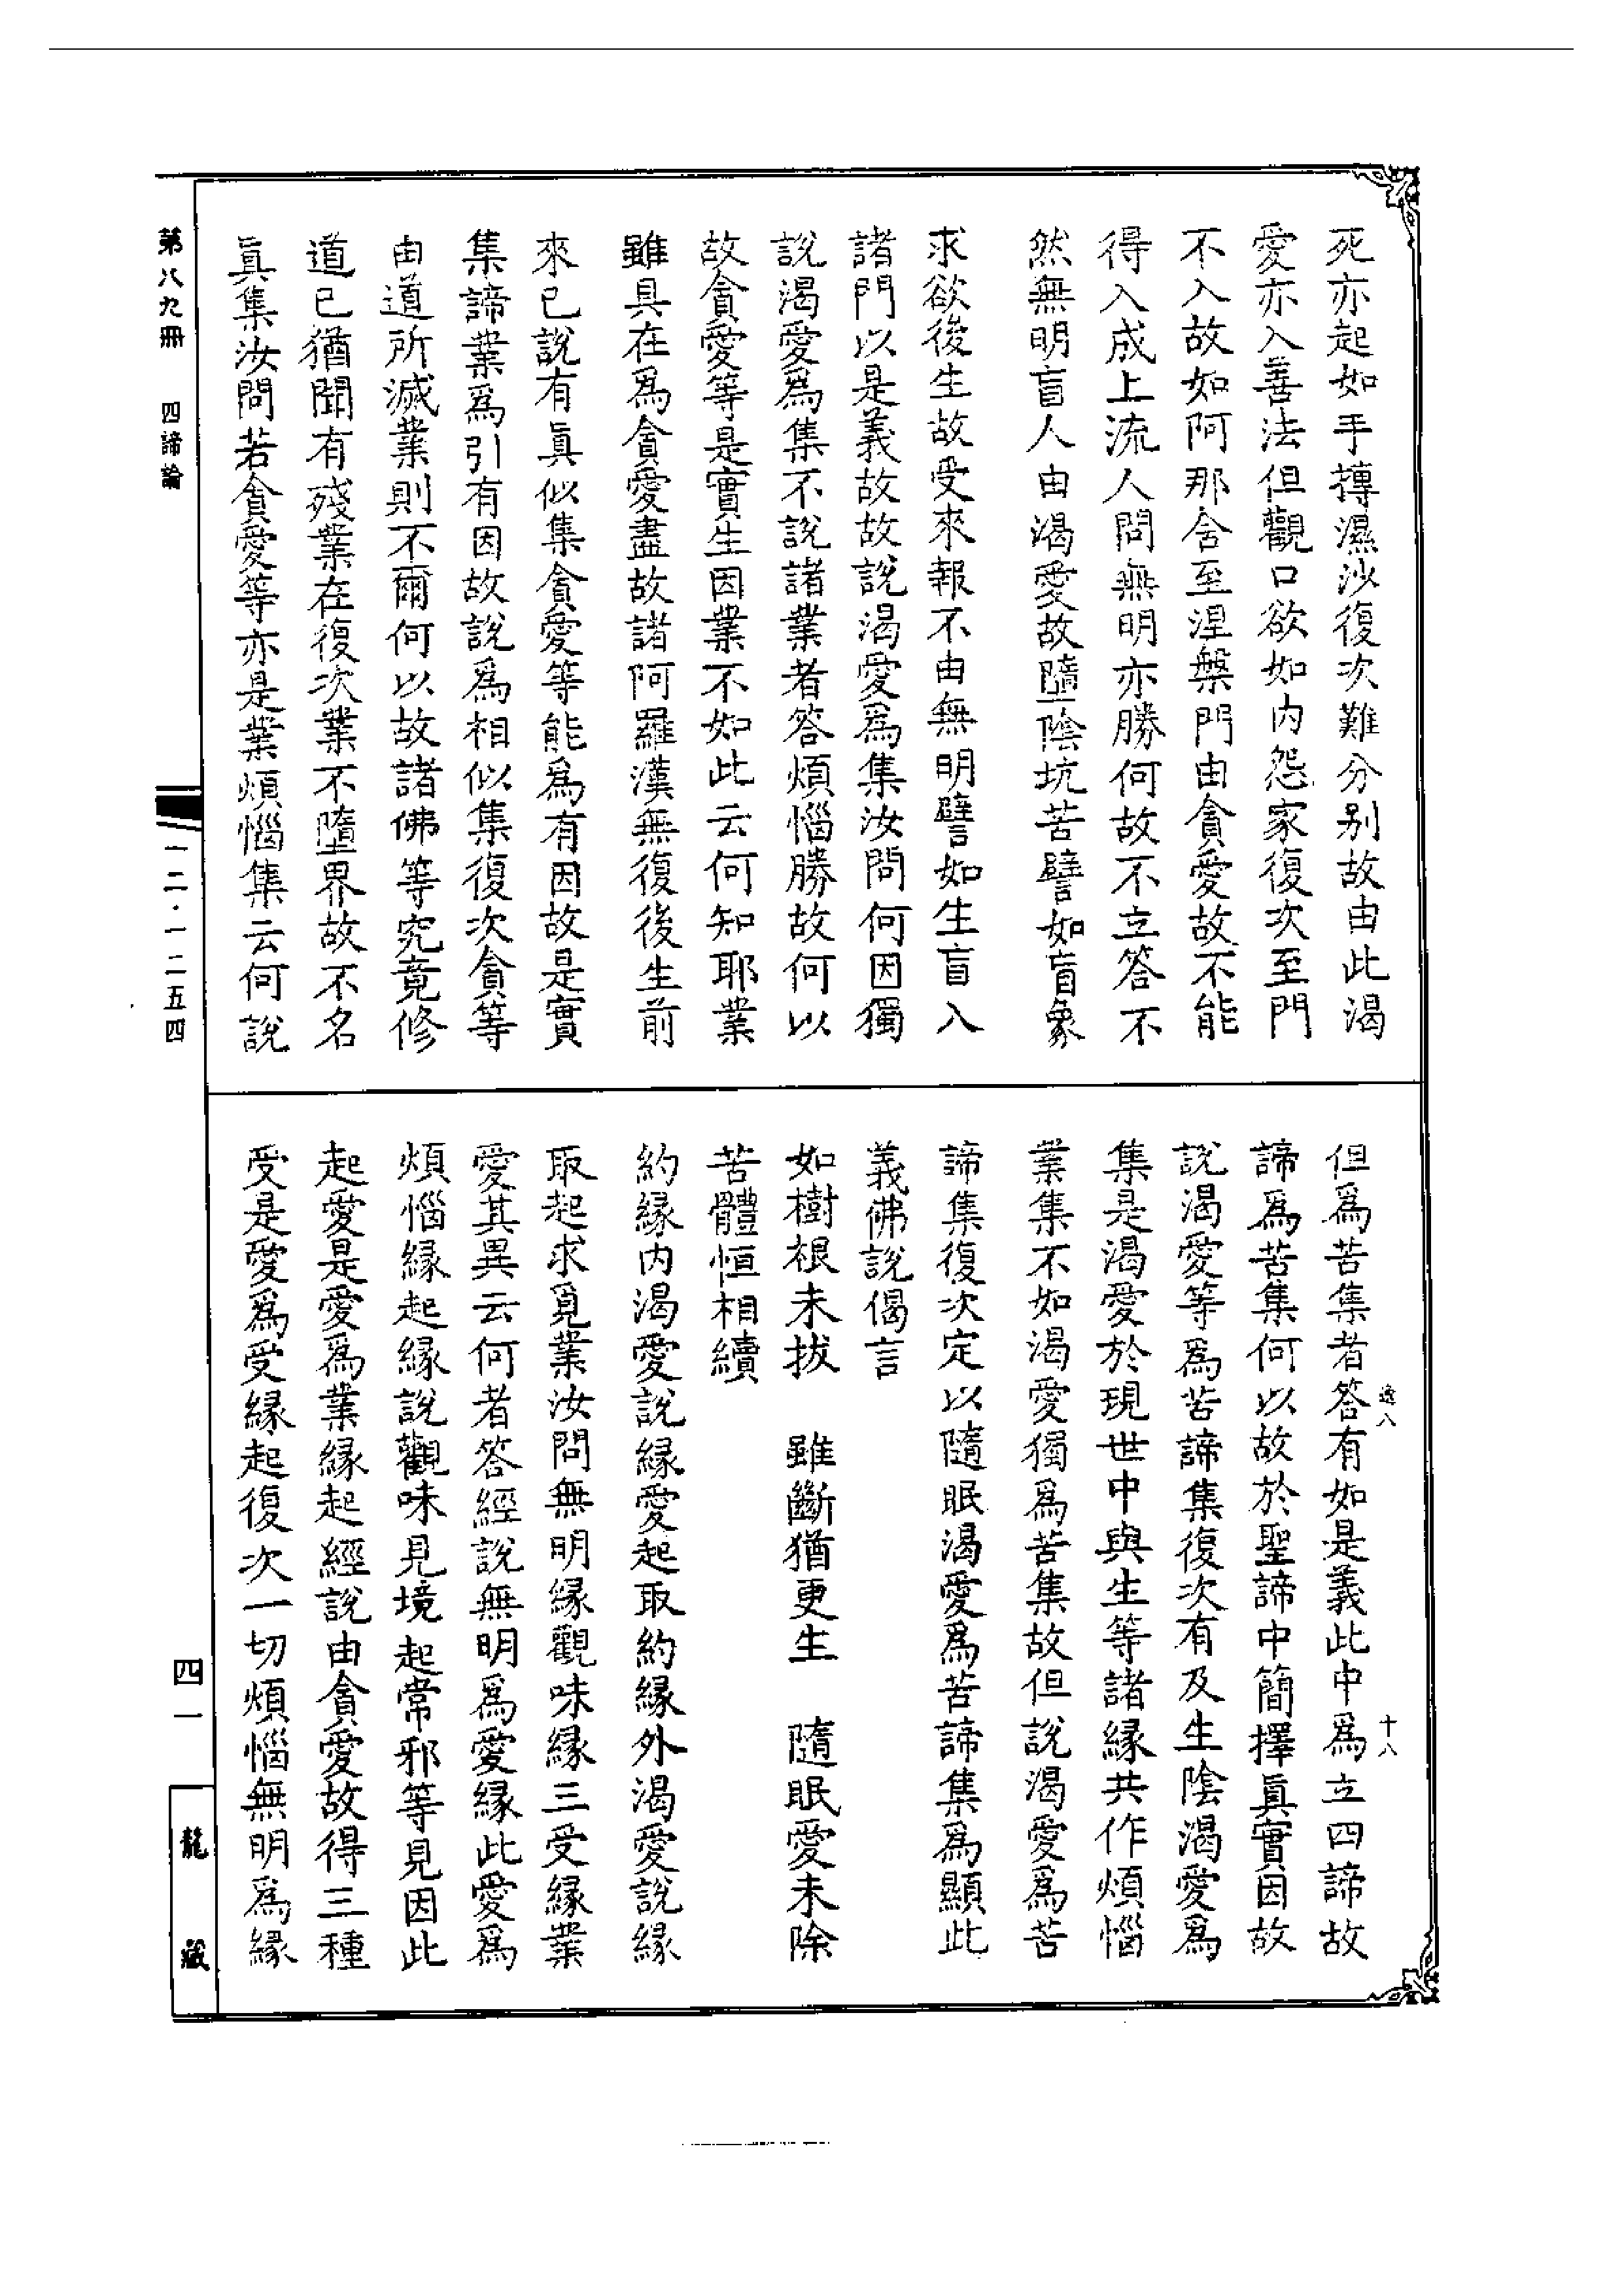 死亦起如手摶濕沙復次難分别故由此渴
愛亦入善法但觀口欲如内怨家復次至門
不入故如阿那含至涅槃門由貪愛故不能
得入成上流人問無明亦勝何故不立答不
然無明盲人由渴愛故墮陰坑苦譬如盲象
求欲後生故受來報不由無明譬如生盲入
諸門以是義故故說渴愛爲集汝問何因獨
說渴愛爲集不說諸業者答煩惱勝故何以
故貪愛等是實生因業不如此云何知耶業
雖具在爲貪愛盡故諸阿羅漢無復後生前
來已說有眞似集貪愛等能爲有因故是實
集諦業爲引有因故說爲相似集復次貪等
由道所滅業則不爾何以故諸佛等究竟修
道已猶聞有殘業在復次業不墮界故不名
眞集汝問若貪愛等亦是業煩惱集云何說
但爲苦集者答有如是義此中爲立四諦故
諦爲苦集何以故於聖諦中簡擇眞實因故
說渴愛等爲苦諦集復次有及生陰渴愛爲
集是渴愛於現世中與生等諸緣共作煩惱
業集不如渴愛獨爲苦集故但說渴愛爲苦
諦集復次定以隨眠渴愛爲苦諦集爲顯此
義佛說偈言
如樹根未拔　雖斷猶更生　隨眠愛未除
苦體恒相續
約緣内渴愛說緣愛起取約緣外渴愛說緣
取起求覓業汝問無明緣觀味緣三受緣業
愛其異云何者答經說無明爲愛緣此愛爲
煩惱緣起緣說觀味見境起常邪等見因此
起愛是愛爲業緣起經說由貪愛故得三種
受是愛爲受緣起復次一切煩惱無明爲緣
第八九冊　四諦論
一二·一二五四
四一
龍藏
逸八
十八